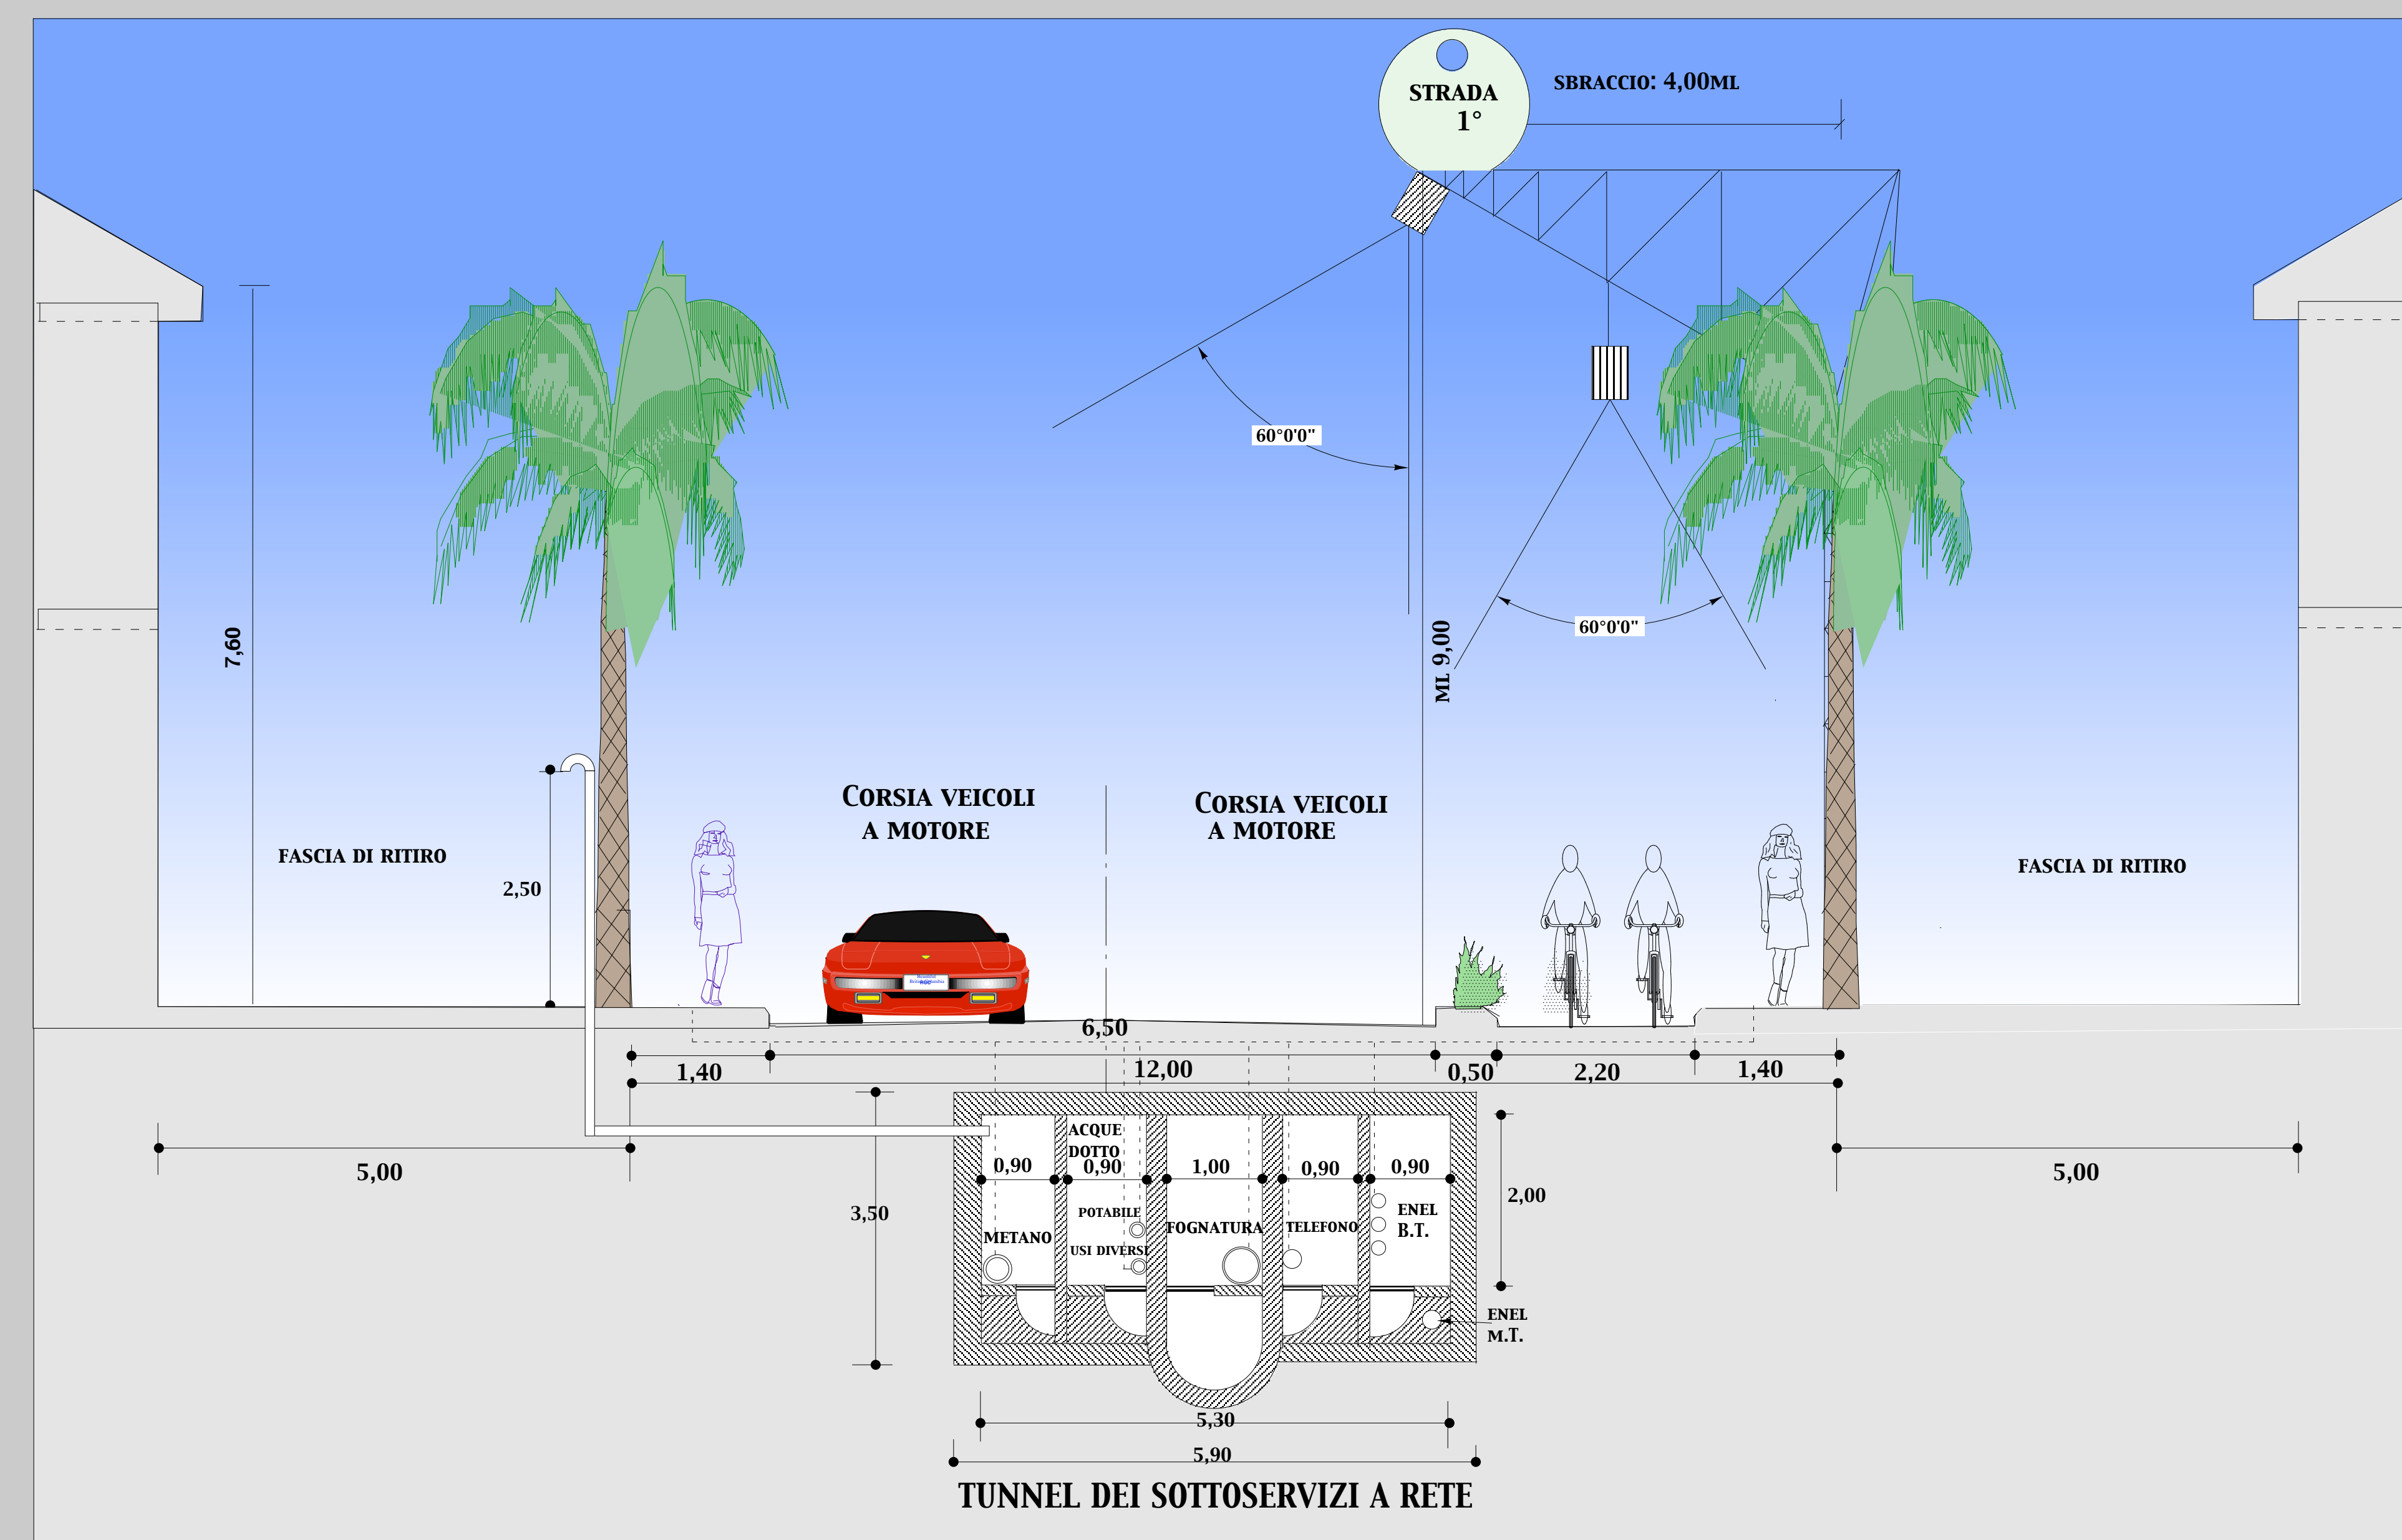 STRADA
1°
SBRACCIO: 4,00ML
60°0'0"
60°0'0"
7,60
ML 9,00
CORSIA VEICOLI
A MOTORE
CORSIA VEICOLI
A MOTORE
FASCIA DI RITIRO
2,50
FASCIA DI RITIRO
6,50
1,40
12,00
0,50
2,20
1,40
5,00
5,00
3,50
ACQUE
DOTTO
0,90
0,90
1,00
0,90
0,90
2,00
POTABILE
METANO
USI DIVERSI
FOGNATURA
TELEFONO
ENEL
B.T.
ENEL
M.T.
5,30
5,90
TUNNEL DEI SOTTOSERVIZI A RETE